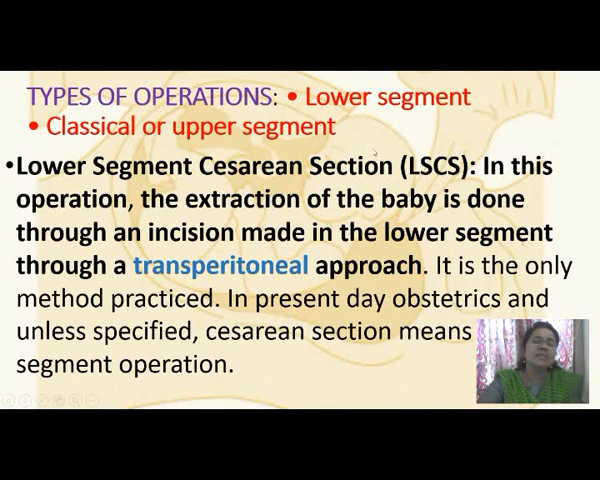 TYPES OF OPERATIONS: • Lower segment
• Classical or upper segment
•Lower Segment Cesarean Section (LSCS): In this
operation, the extraction of the baby is done
through an incision made in the lower segment
through a transperitoneal approach. It is the only
method practiced. In present day obstetrics and
unless specified, cesarean section means
segment operation.